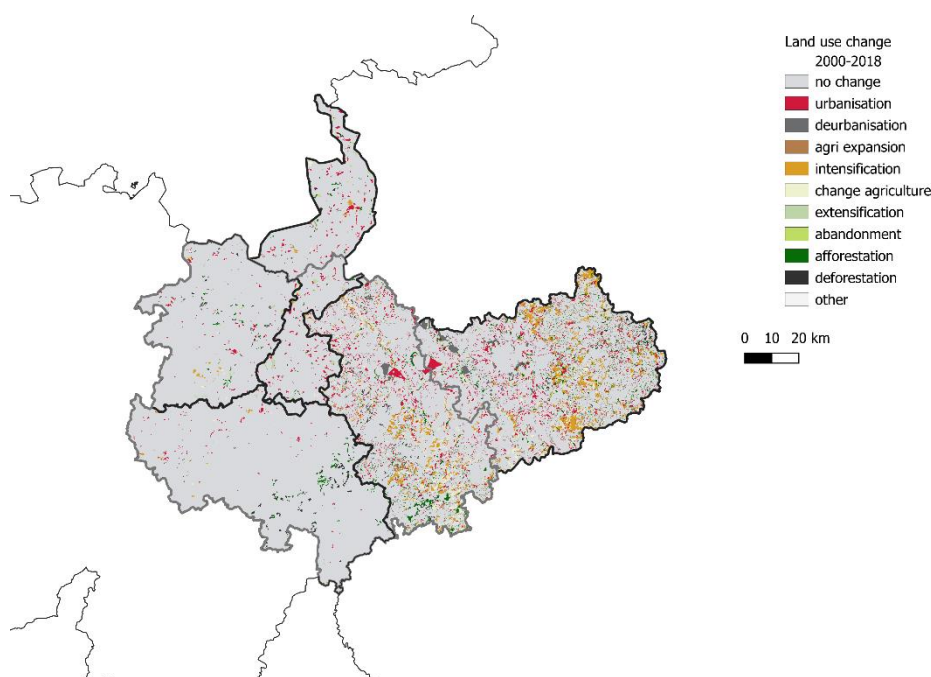 Land use change
2000-2018
no change
urbanisation
deurbanisation
agri expansion
intensification
change agriculture
extensification
abandonment
afforestation
deforestation
other
0 10 20 km